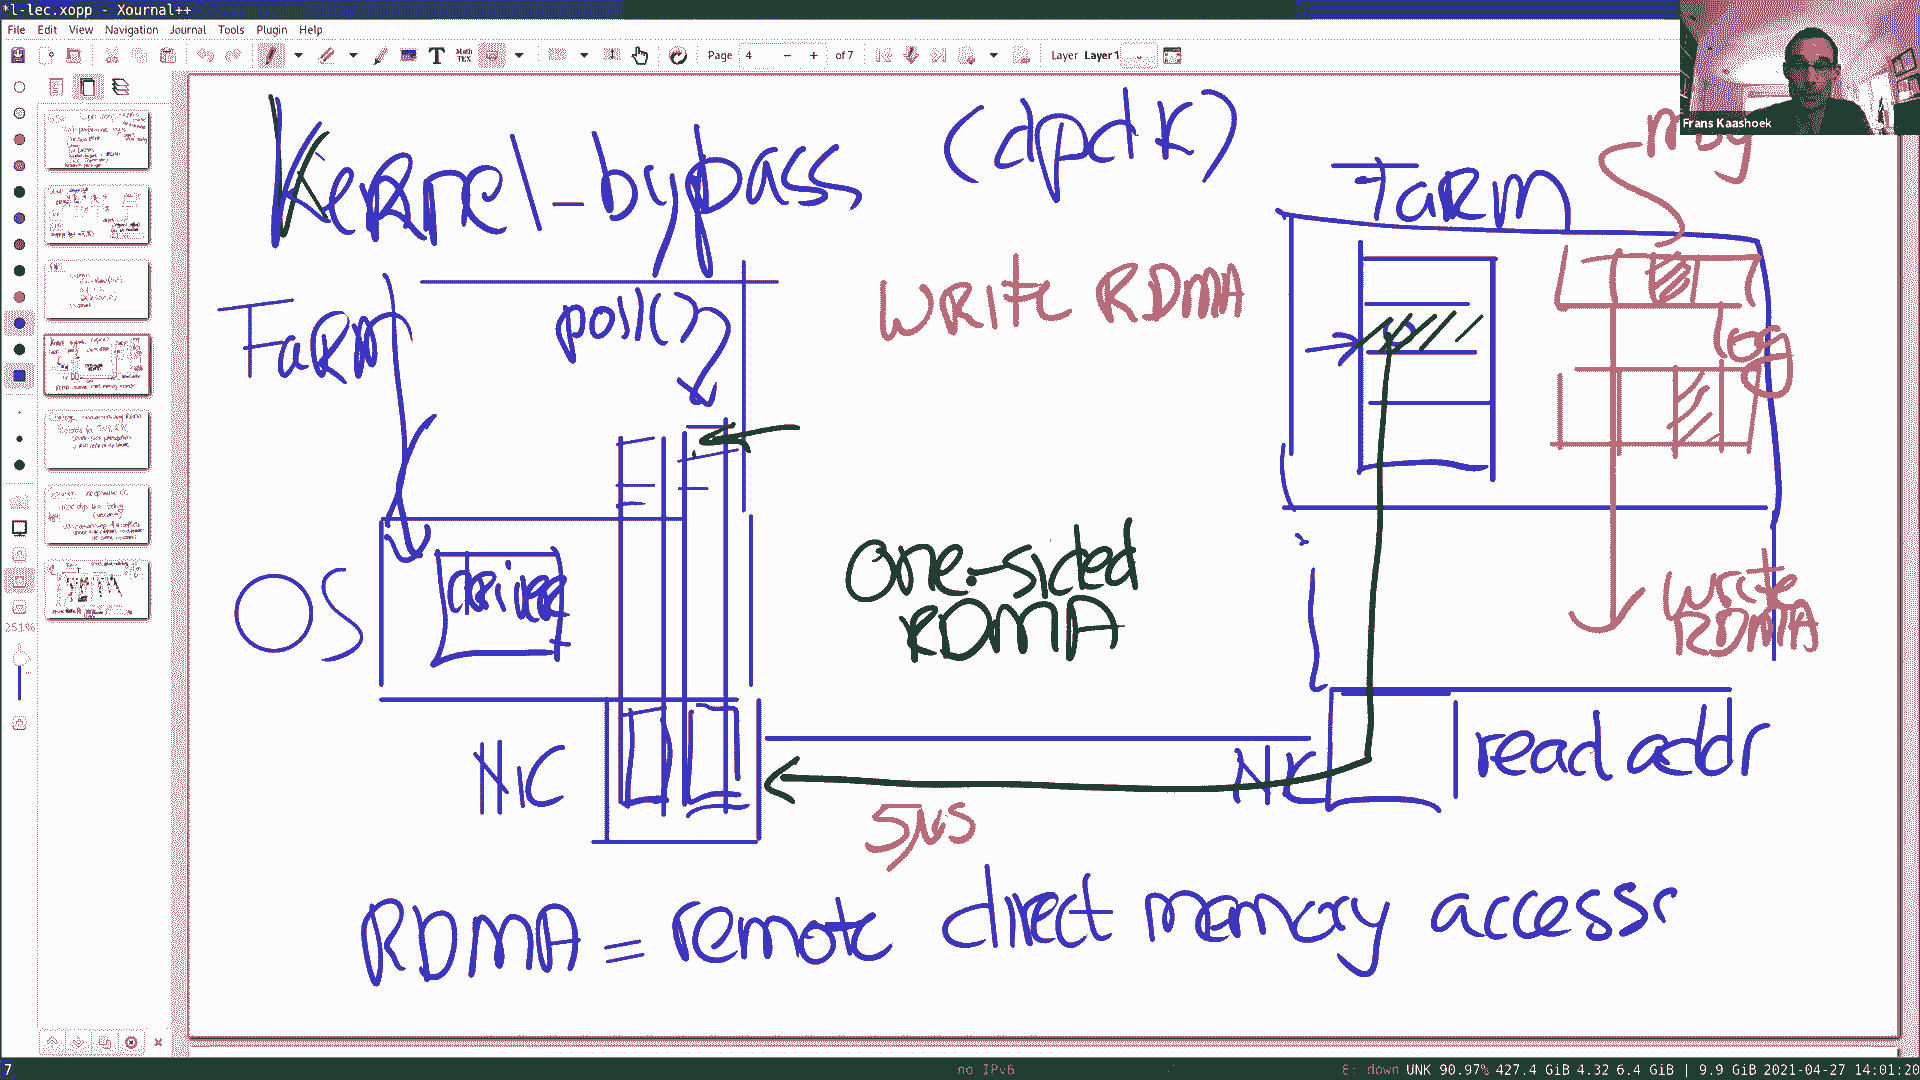 *l-lec.xopp - Xournal++
File Edit View Navigation Journal Tools Plugin Help
Page 4 of 7 Layer Layer 1
Frans Kaashoek
Kernel-bypass (dpdk)
FaRM
msg
FaRM
poll()
write RDMA
log
one-sided
RDMA
OS
write
RDMA
NIC
NIC
read addr
5us
RDMA = remote direct memory access
251%
7
no IPv6
E: down UNK 90.97% 427.4 GiB 4.32 6.4 GiB | 9.9 GiB 2021-04-27 14:01:20